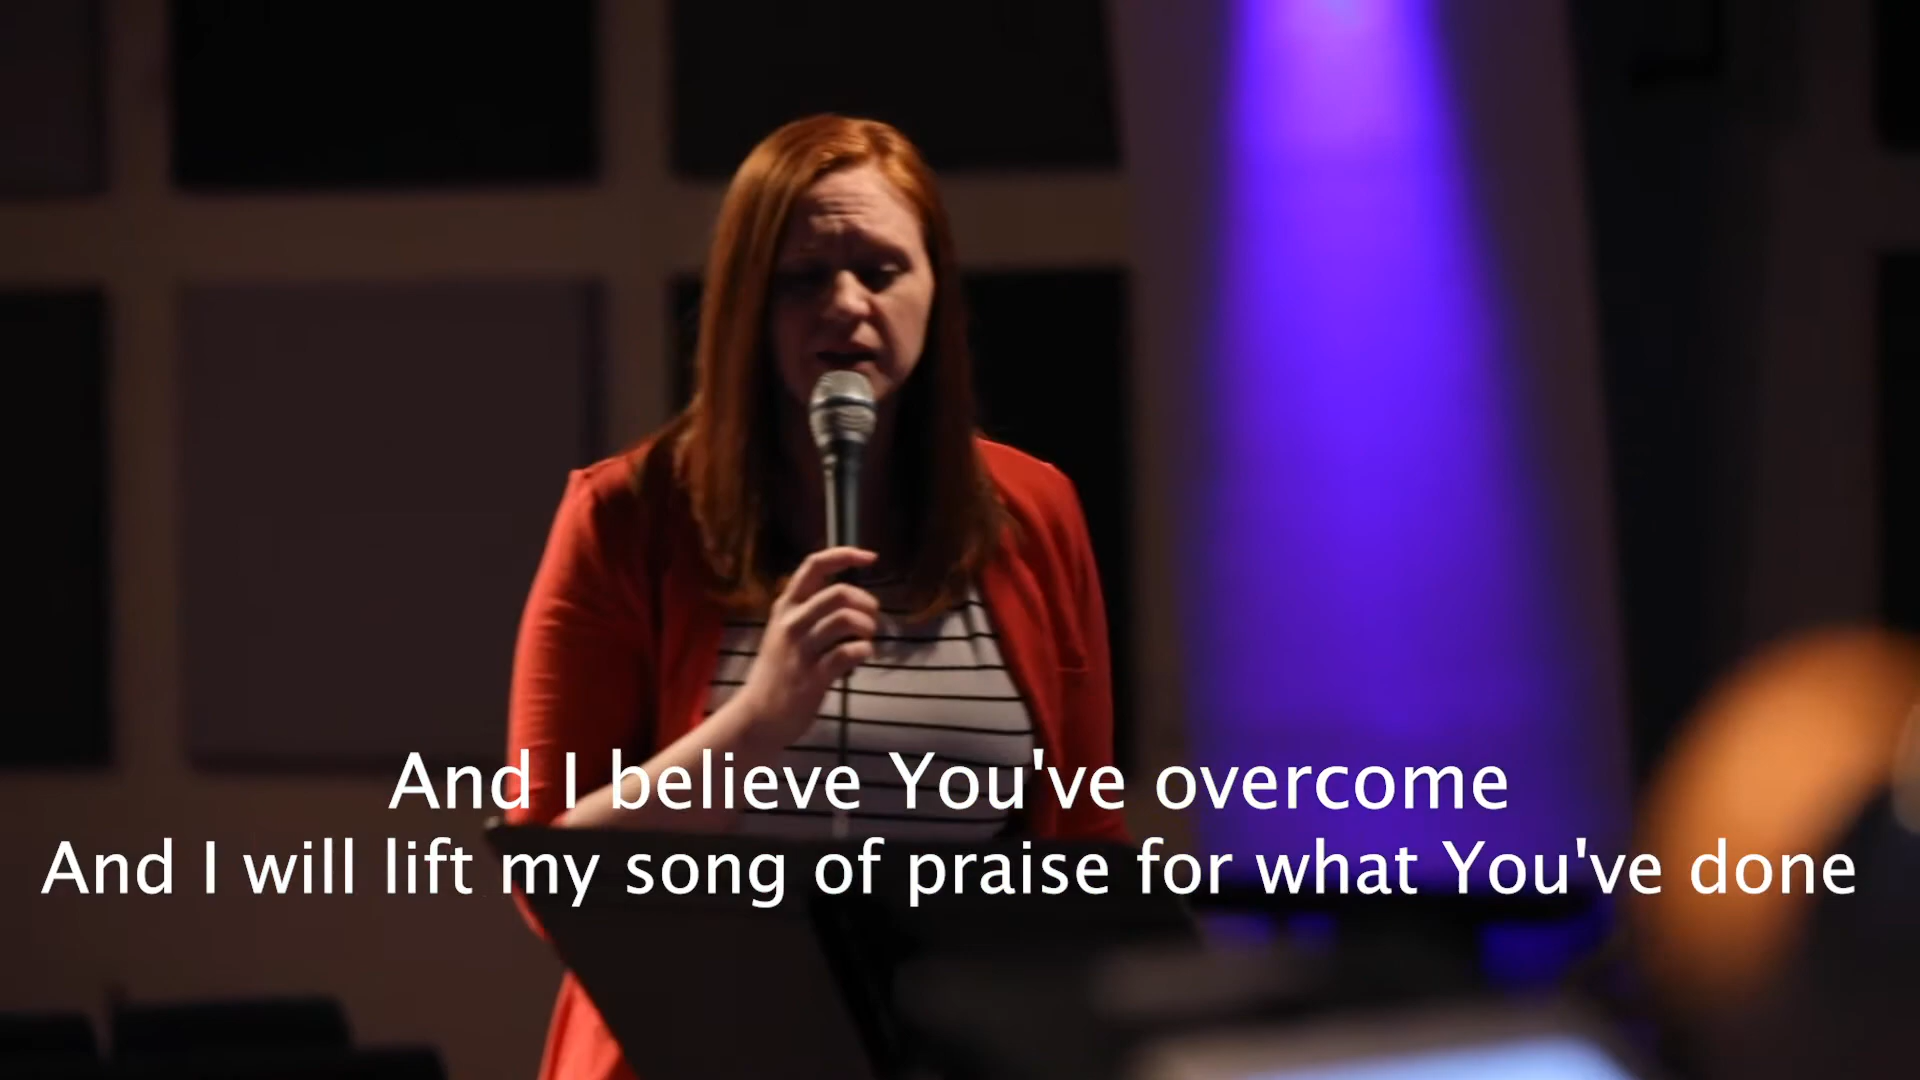 And I believe You've overcome
And I will lift my song of praise for what You've done